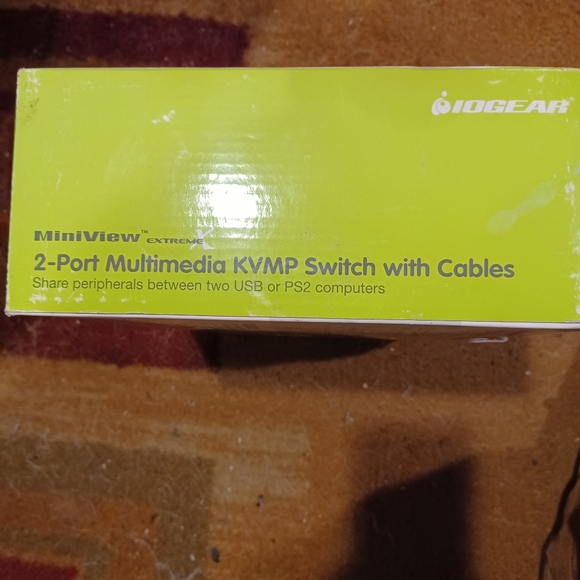 IOGEAR
MiniView™ EXTREME X
2-Port Multimedia KVMP Switch with Cables
Share peripherals between two USB or PS2 computers